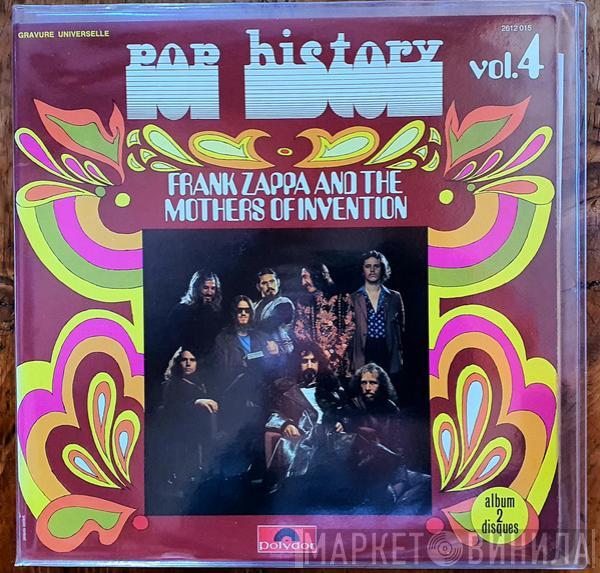 GRAVURE UNIVERSELLE
2612 015
pop history
vol.4
FRANK ZAPPA AND THE
MOTHERS OF INVENTION
album
2
disques
Polydor
МАРКЕТ ВИНИЛА